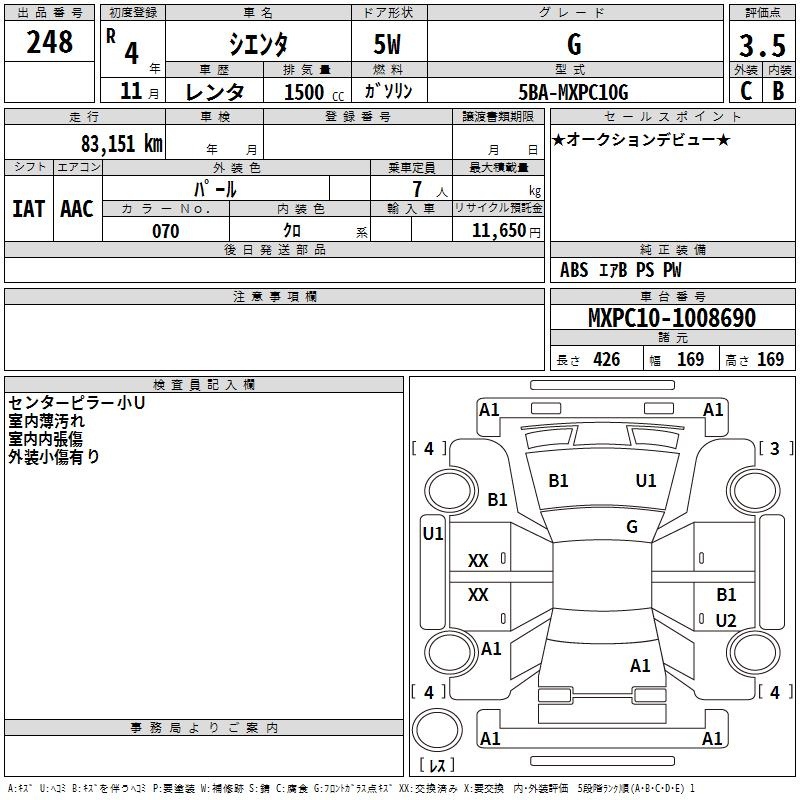 出品番号 初度登録 車名 ドア形状 グレード 評価点
248 R 4 年 シエンタ 5W G 3.5
車歴 排気量 燃料 型式 外装 内装
11 月 レンタ 1500 CC ｶﾞｿﾘﾝ 5BA-MXPC10G C B
走行 車検 登録番号 譲渡書類期限 セールスポイント
83,151 km 年 月 月 日 ★オークションデビュー★
シフト エアコン 外装色 乗車定員 最大積載量
IAT AAC ﾊﾟｰﾙ 7 人 kg
カラーNo. 内装色 輸入車 リサイクル預託金
070 ｸﾛ 系 11,650 円
後日発送部品 純正装備
ABS ｴｱB PS PW
注意事項欄 車台番号
MXPC10-1008690
諸元
長さ 426 幅 169 高さ 169
検査員記入欄
センターピラー小U
室内薄汚れ
室内内張傷
外装小傷有り
事務局よりご案内
A1 A1
[ 4 ] [ 3 ]
B1 U1
B1
G
U1
XX
XX B1
U2
A1
A1
[ 4 ] [ 4 ]
A1 A1
[ ﾚｽ ]
A:ｷｽﾞ U:ﾍｺﾐ B:ｷｽﾞを伴うﾍｺﾐ P:要塗装 W:補修跡 S:錆 C:腐食 G:ﾌﾛﾝﾄｶﾞﾗｽ点ｷｽﾞ XX:交換済み X:要交換 内･外装評価 5段階ﾗﾝｸ順(A･B･C･D･E) 1